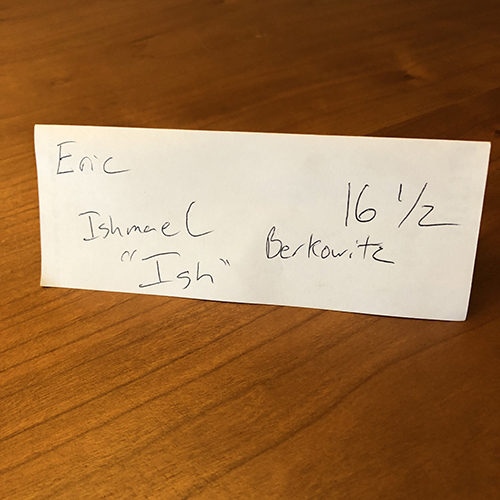 Eric
16 1/2
Ishmael Berkowitz
"Ish"